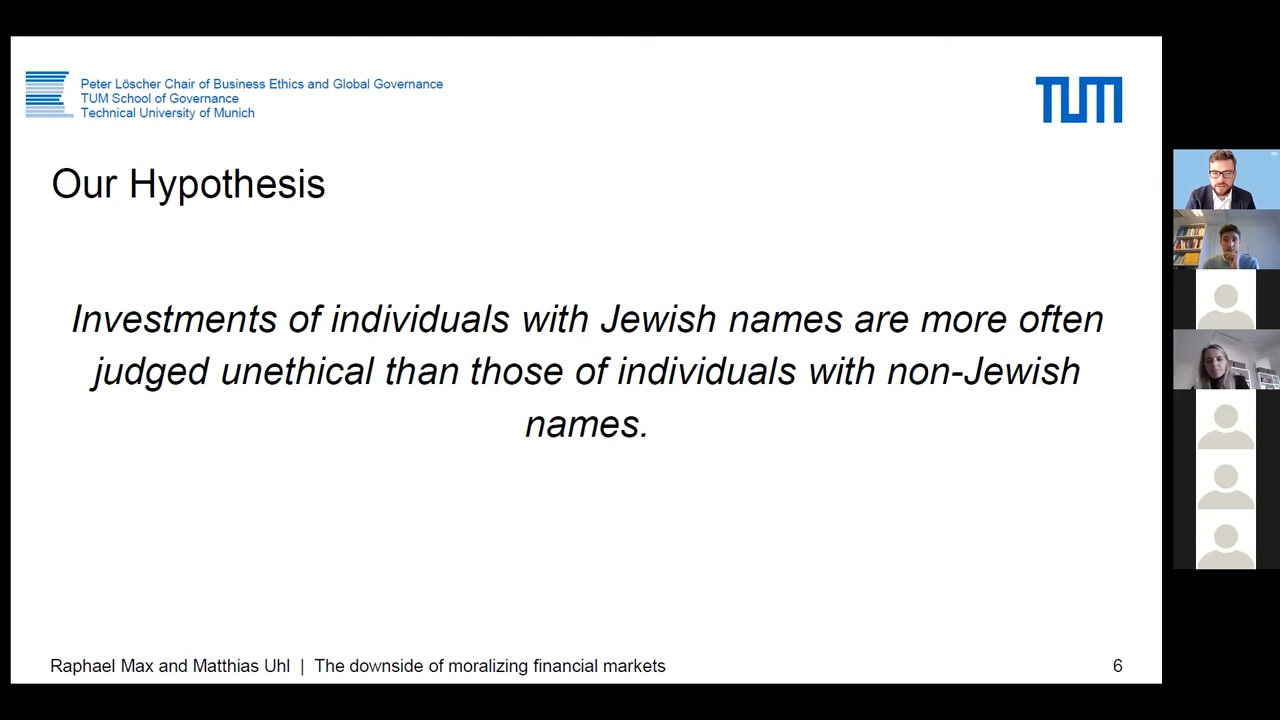 Peter Löscher Chair of Business Ethics and Global Governance
TUM School of Governance
Technical University of Munich
TUM
Our Hypothesis
Investments of individuals with Jewish names are more often
judged unethical than those of individuals with non-Jewish
names.
Raphael Max and Matthias Uhl | The downside of moralizing financial markets
6